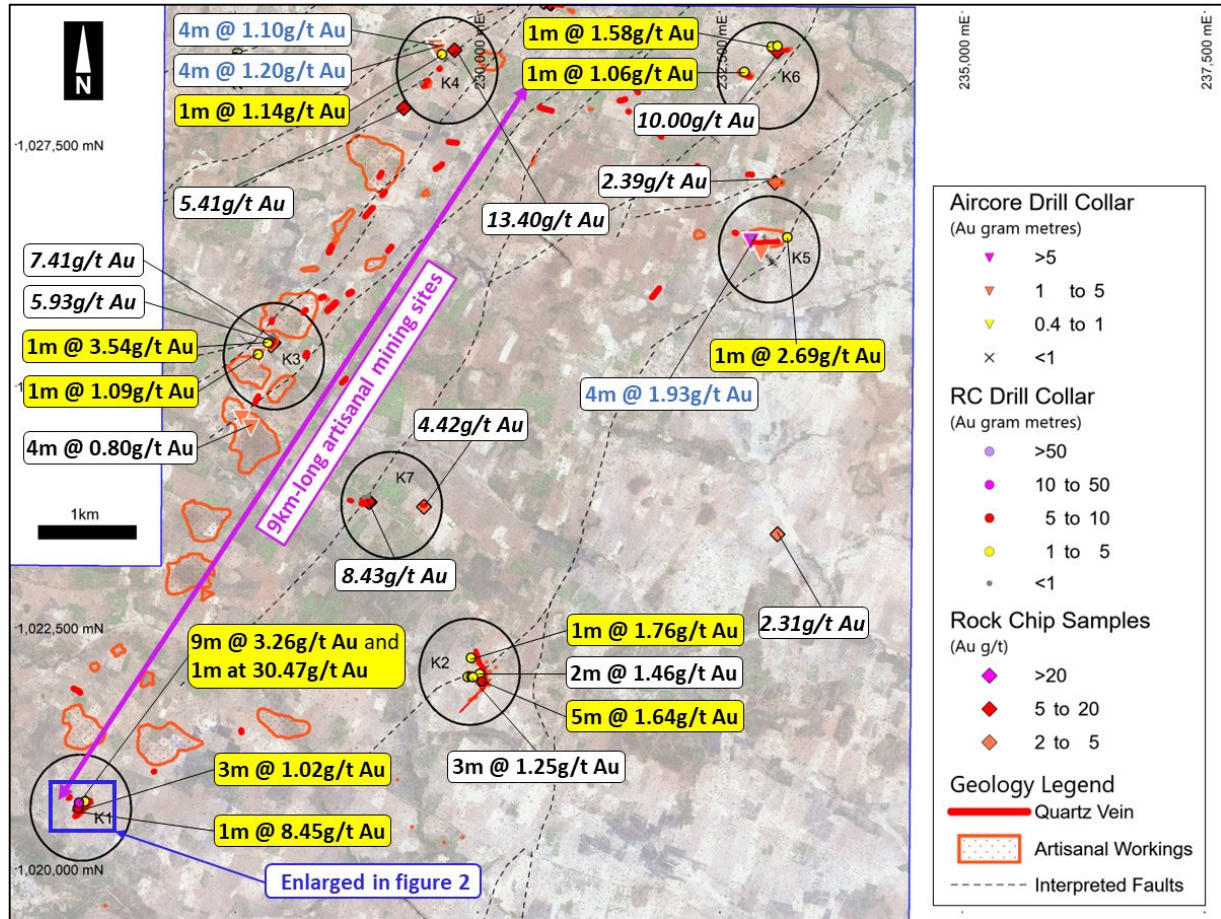 N
4m @ 1.10g/t Au
4m @ 1.20g/t Au
1m @ 1.14g/t Au
K4
230,000 mE
1m @ 1.58g/t Au
1m @ 1.06g/t Au
232,500 mE
K6
10.00g/t Au
235,000 mE
237,500 mE
1,027,500 mN
5.41g/t Au
13.40g/t Au
2.39g/t Au
7.41g/t Au
5.93g/t Au
1m @ 3.54g/t Au
1m @ 1.09g/t Au
K3
4m @ 0.80g/t Au
9km-long artisanal mining sites
K5
1m @ 2.69g/t Au
4m @ 1.93g/t Au
4.42g/t Au
K7
8.43g/t Au
1km
2.31g/t Au
1,022,500 mN
9m @ 3.26g/t Au and
1m at 30.47g/t Au
K2
1m @ 1.76g/t Au
2m @ 1.46g/t Au
5m @ 1.64g/t Au
3m @ 1.25g/t Au
3m @ 1.02g/t Au
K1
1m @ 8.45g/t Au
1,020,000 mN
Enlarged in figure 2
Aircore Drill Collar
(Au gram metres)
>5
1 to 5
0.4 to 1
<1
RC Drill Collar
(Au gram metres)
>50
10 to 50
5 to 10
1 to 5
<1
Rock Chip Samples
(Au g/t)
>20
5 to 20
2 to 5
Geology Legend
Quartz Vein
Artisanal Workings
Interpreted Faults